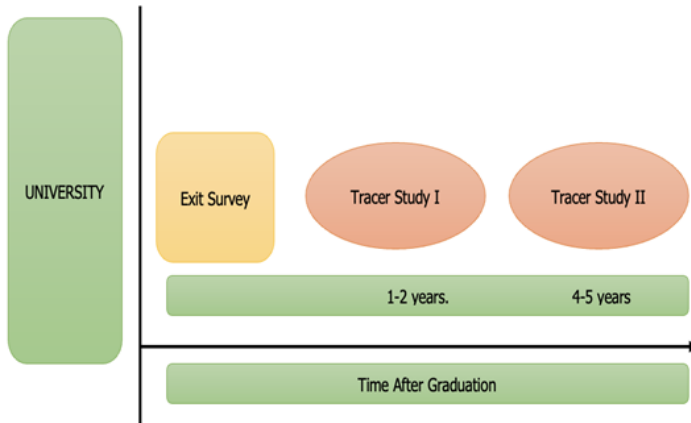 UNIVERSITY
Exit Survey
Tracer Study I
Tracer Study II
1-2 years.
4-5 years
Time After Graduation